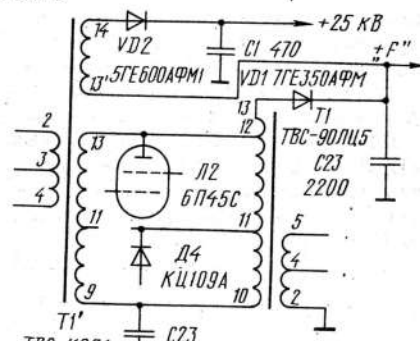 14
VD2
+25 кВ
C1 470
5ГЕ600АФМ1
13'
VD1 7ГЕ350АФМ
"+F"
13
T1
ТВС-90ЛЦ5
2
3
4
13
12
Л2
6П45С
C23
2200
11
11
Д4
КЦ109А
5
4
2
9
10
T1'
C23